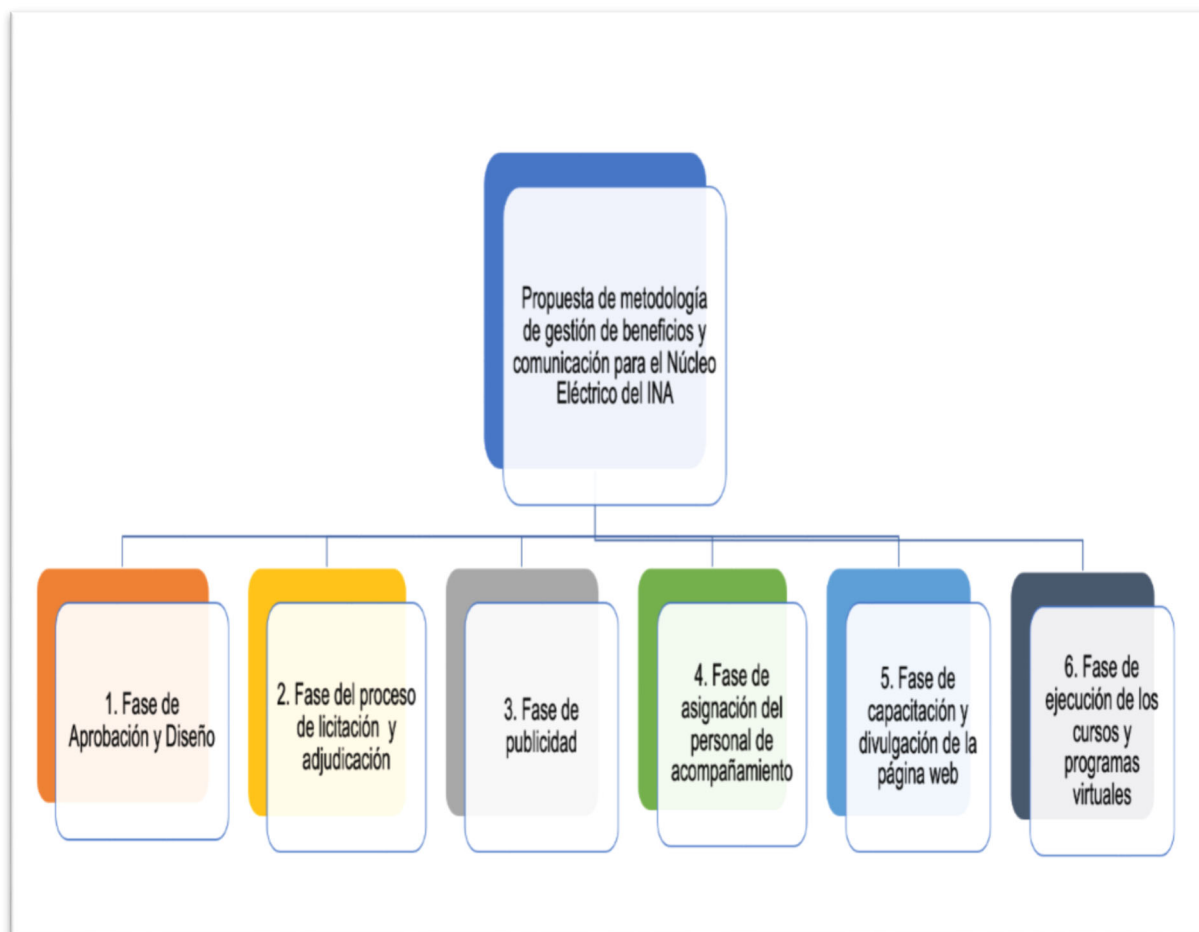 Propuesta de metodología
de gestión de beneficios y
comunicación para el Núcleo
Eléctrico del INA
1. Fase de
Aprobación y Diseño
2. Fase del proceso
de licitación y
adjudicación
3. Fase de
publicidad
4. Fase de
asignación del
personal de
acompañamiento
5. Fase de
capacitación y
divulgación de la
página web
6. Fase de
ejecución de los
cursos y
programas
virtuales